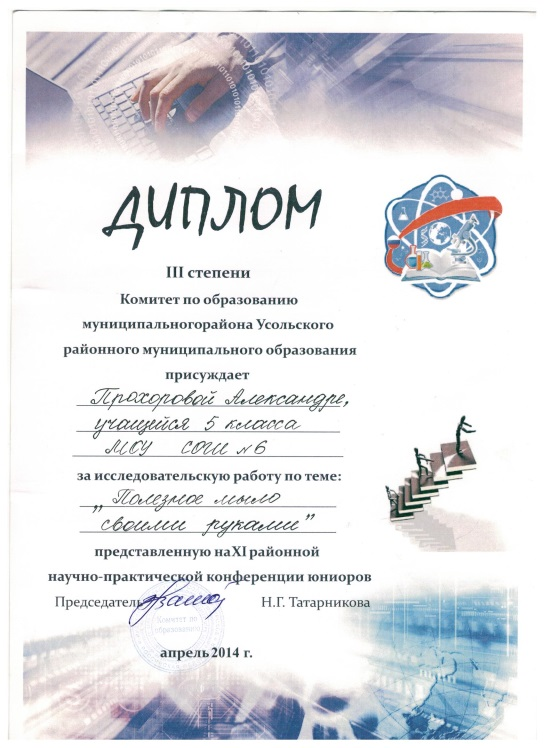 ДИПЛОМ
III степени
Комитет по образованию
муниципальногорайона Усольского
районного муниципального образования
присуждает
Прохоровой Александре,
учащейся 5 класса
МОУ СОШ №6
за исследовательскую работу по теме:
„Полезное мыло
своими руками"
представленную на XI районной
научно-практической конференции юниоров
Председатель Н.Г. Татарникова
Комитет по
образованию
апрель 2014 г.